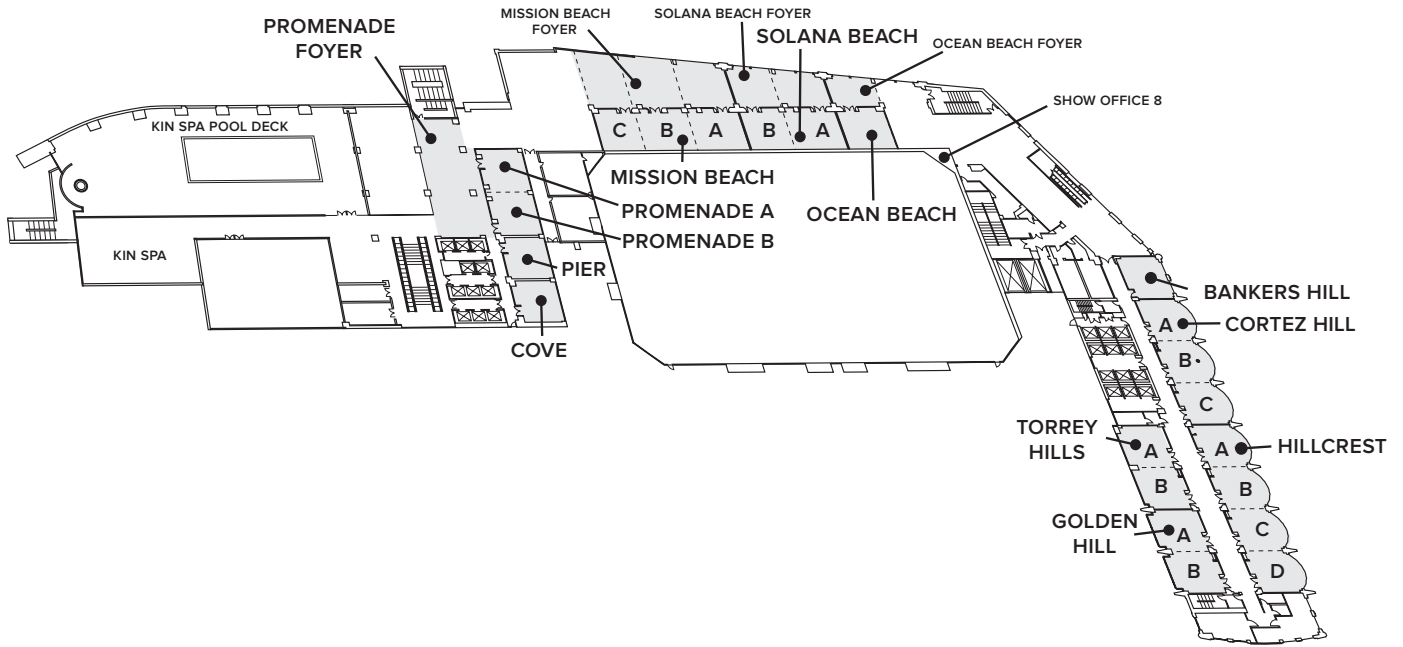 MISSION BEACH
FOYER
SOLANA BEACH FOYER
PROMENADE
FOYER
SOLANA BEACH
OCEAN BEACH FOYER
SHOW OFFICE 8
KIN SPA POOL DECK
C B A B A
MISSION BEACH
PROMENADE A
OCEAN BEACH
PROMENADE B
KIN SPA
PIER
COVE
BANKERS HILL
A CORTEZ HILL
B
C
TORREY
HILLS
A
B
A HILLCREST
B
C
D
GOLDEN
HILL
A
B